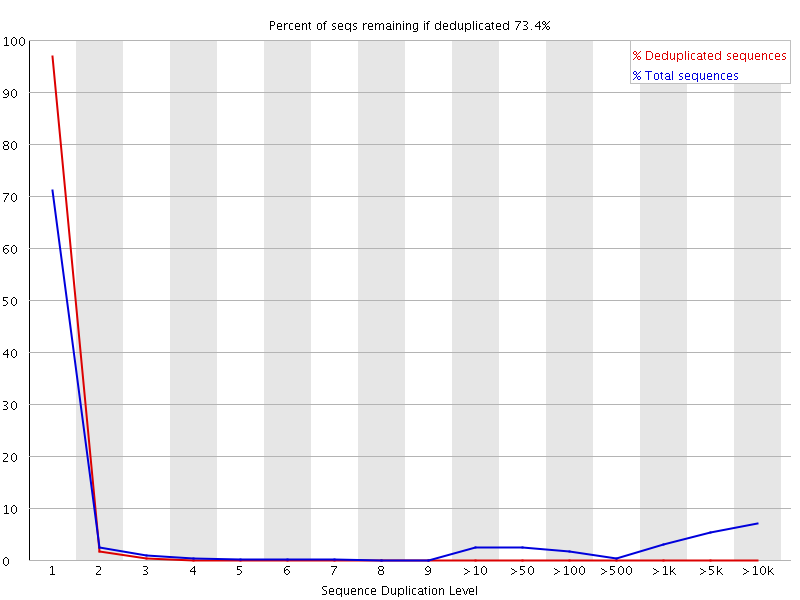 Percent of seqs remaining if deduplicated 73.4%
% Deduplicated sequences
% Total sequences
100
90
80
70
60
50
40
30
20
10
0
1 2 3 4 5 6 7 8 9 >10 >50 >100 >500 >1k >5k >10k
Sequence Duplication Level